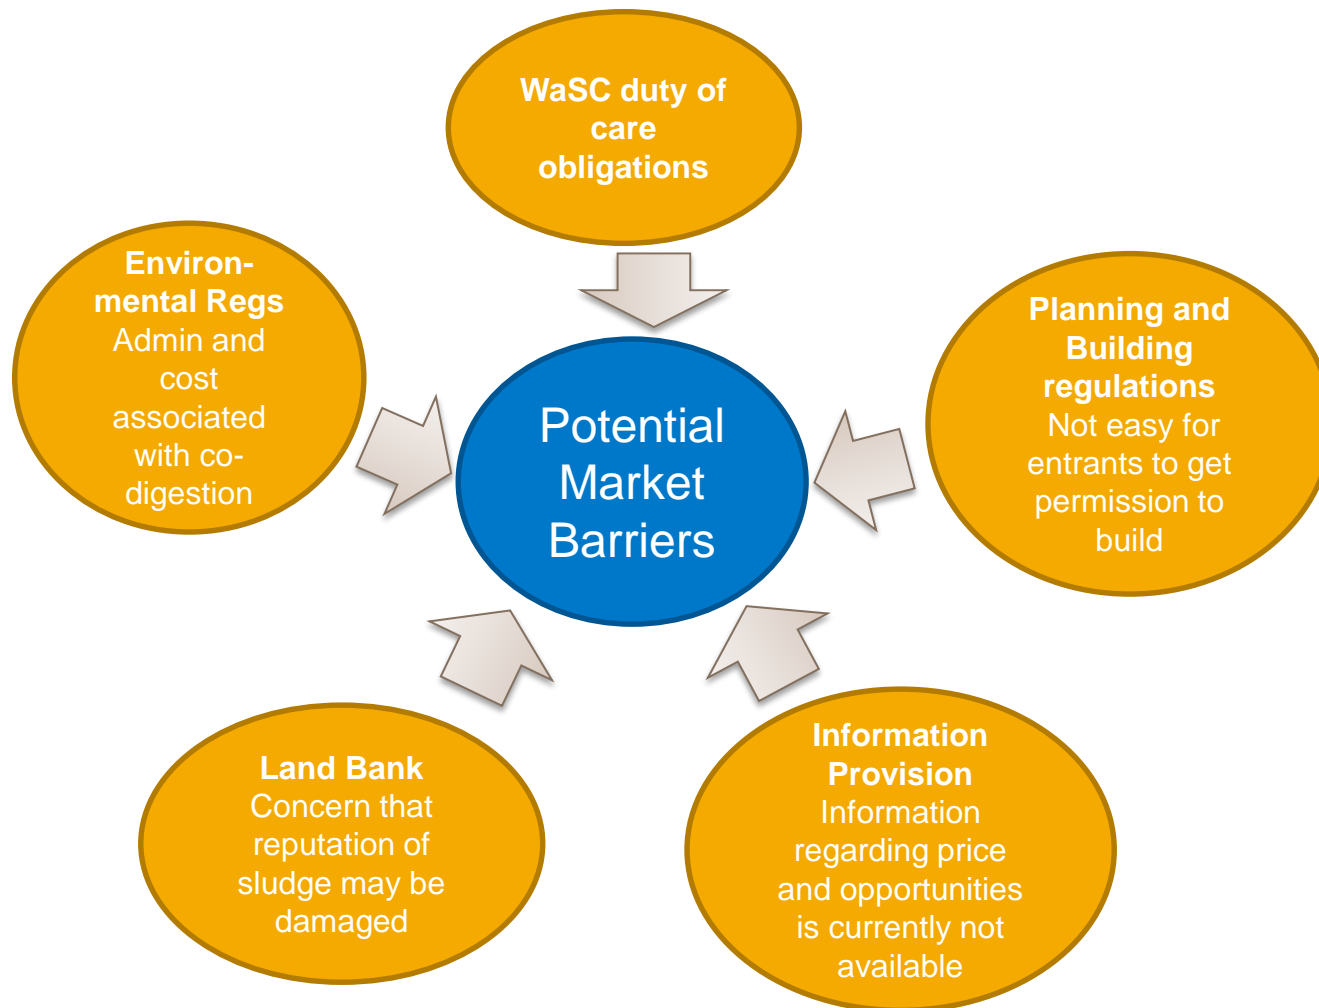 WaSC duty of
care
obligations
Environ-
mental Regs
Admin and
cost
associated
with co-
digestion
Potential
Market
Barriers
Planning and
Building
regulations
Not easy for
entrants to get
permission to
build
Land Bank
Concern that
reputation of
sludge may be
damaged
Information
Provision
Information
regarding price
and opportunities
is currently not
available